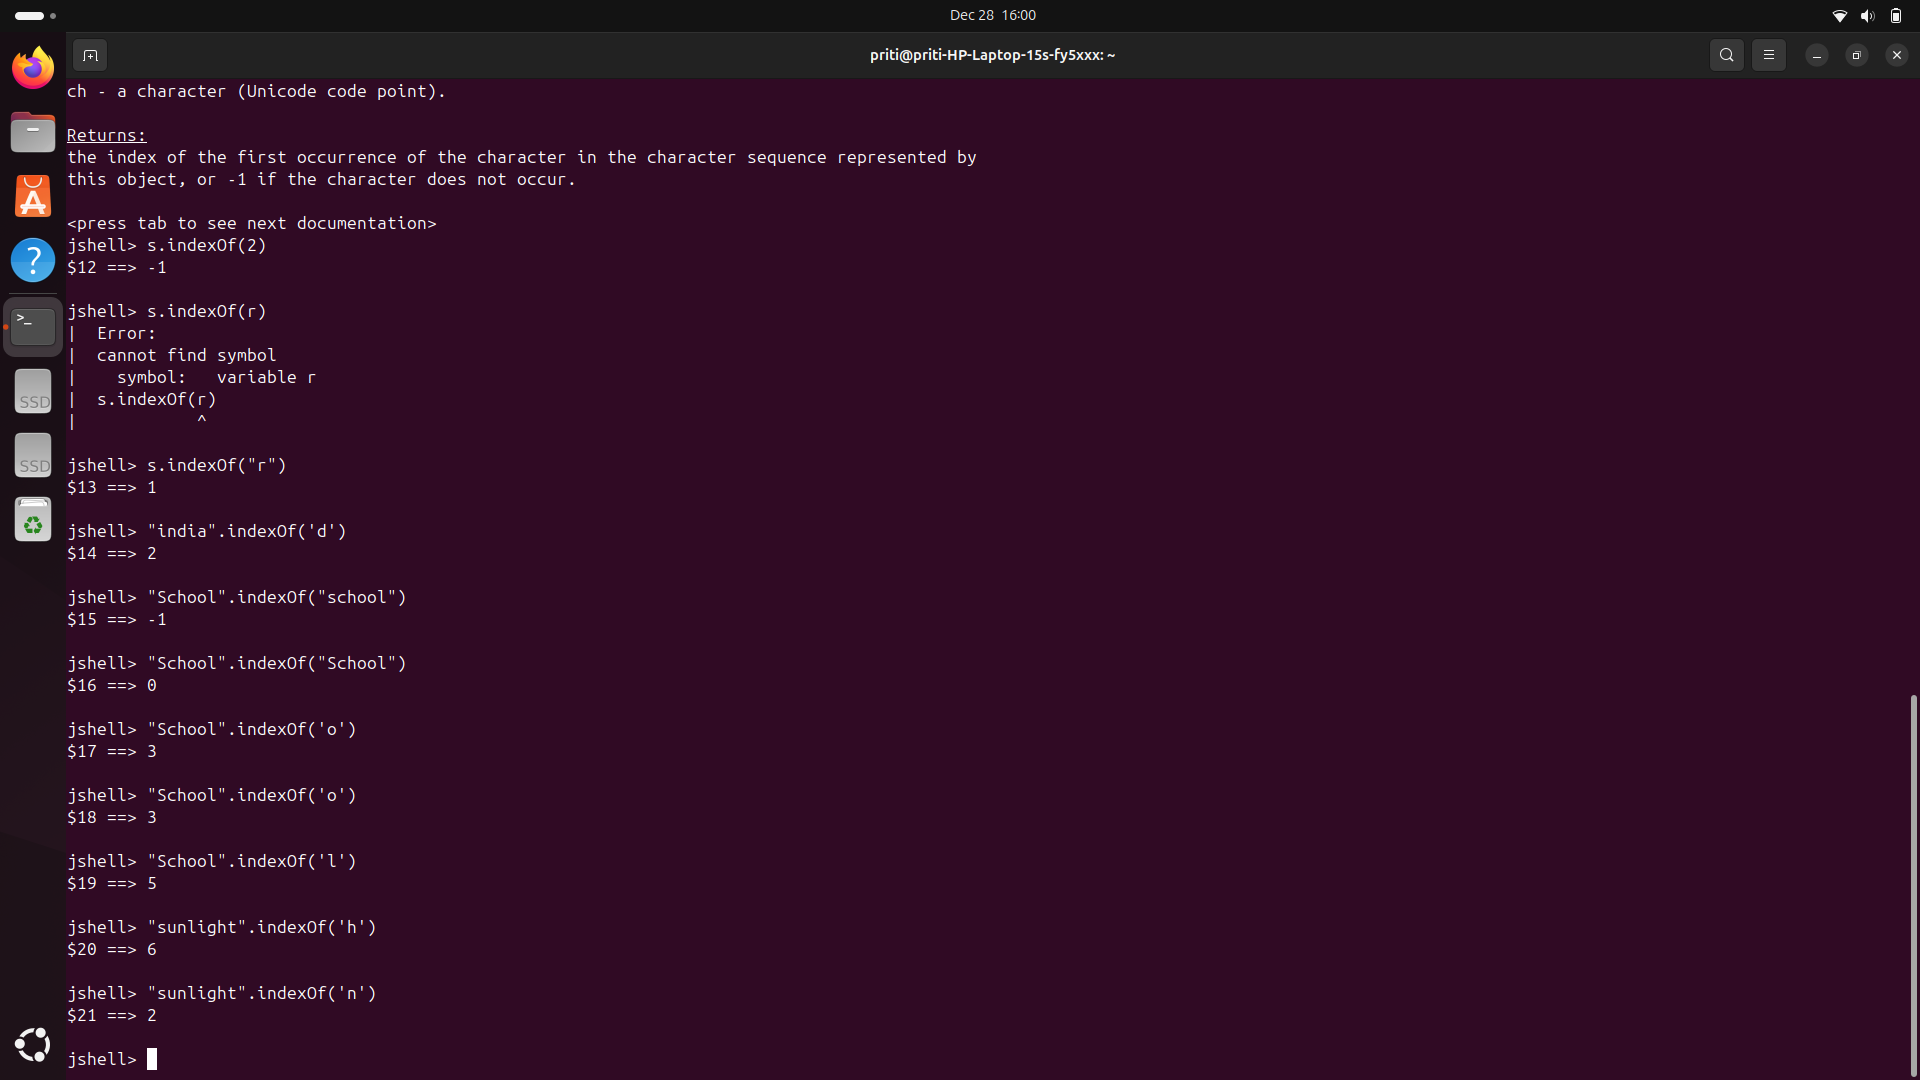 Dec 28 16:00
priti@priti-HP-Laptop-15s-fy5xxx: ~
ch - a character (Unicode code point).
Returns:
the index of the first occurrence of the character in the character sequence represented by
this object, or -1 if the character does not occur.
<press tab to see next documentation>
jshell> s.indexOf(2)
$12 ==> -1
jshell> s.indexOf(r)
|  Error:
|  cannot find symbol
|    symbol:   variable r
|  s.indexOf(r)
|            ^
jshell> s.indexOf("r")
$13 ==> 1
jshell> "india".indexOf('d')
$14 ==> 2
jshell> "School".indexOf("school")
$15 ==> -1
jshell> "School".indexOf("School")
$16 ==> 0
jshell> "School".indexOf('o')
$17 ==> 3
jshell> "School".indexOf('o')
$18 ==> 3
jshell> "School".indexOf('l')
$19 ==> 5
jshell> "sunlight".indexOf('h')
$20 ==> 6
jshell> "sunlight".indexOf('n')
$21 ==> 2
jshell>
A
?
>_
SSD
SSD